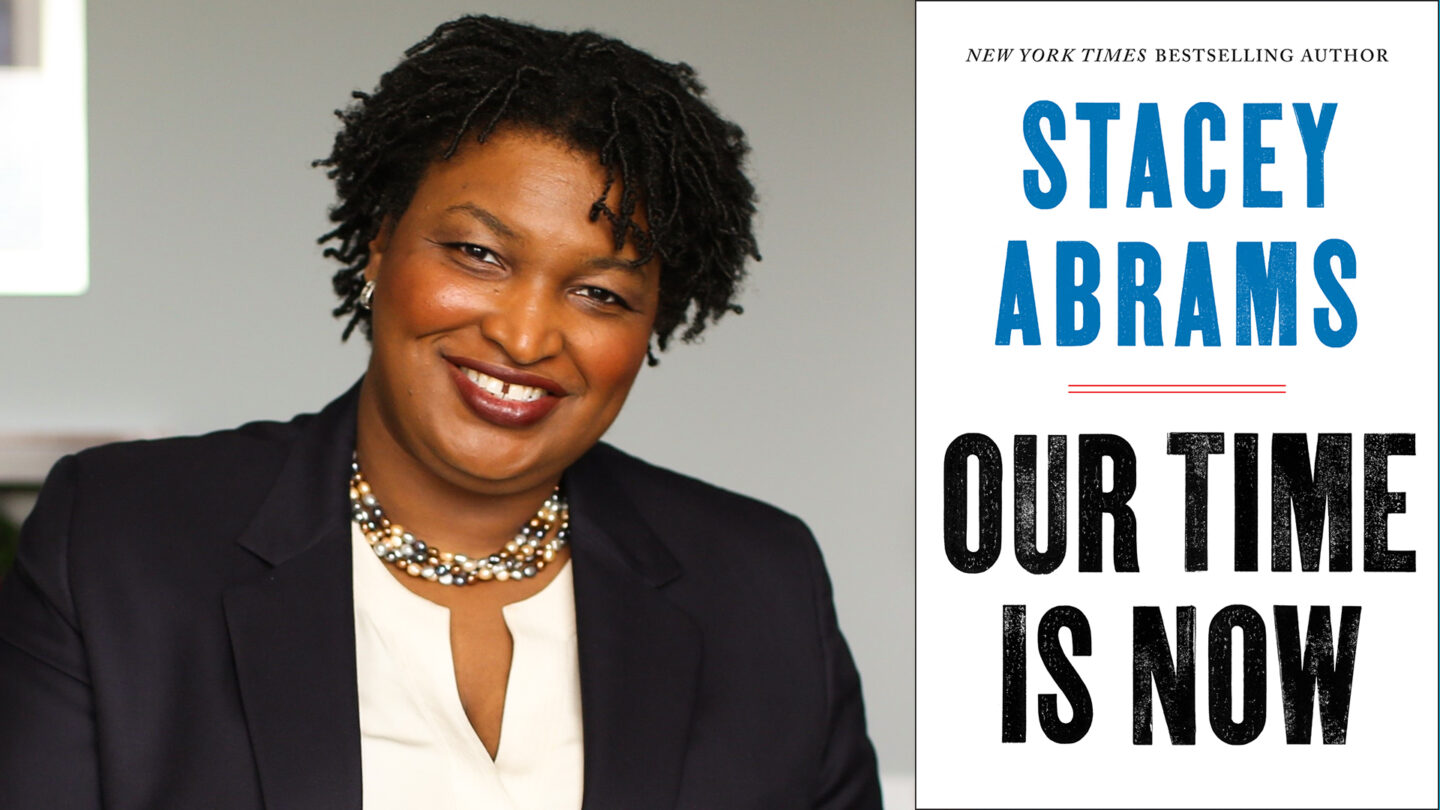 NEW YORK TIMES BESTSELLING AUTHOR
STACEY
ABRAMS
OUR TIME
IS NOW